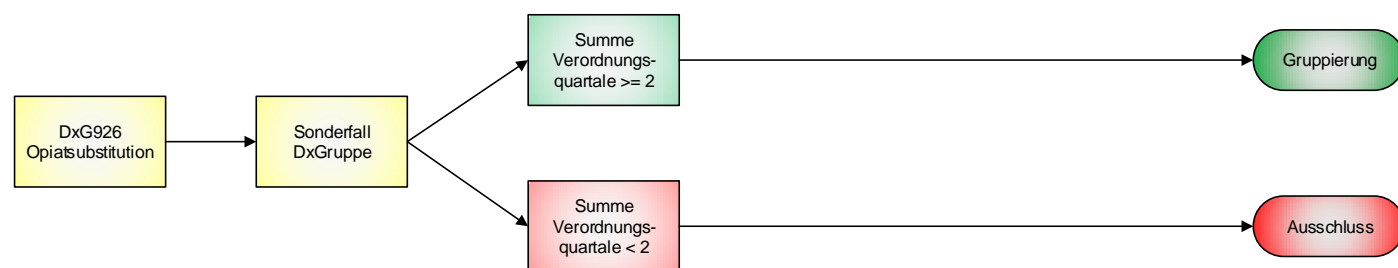 DxG926
Opiatsubstitution
Sonderfall
DxGruppe
Summe
Verordnungs-
quartale >= 2
Gruppierung
Summe
Verordnungs-
quartale < 2
Ausschluss